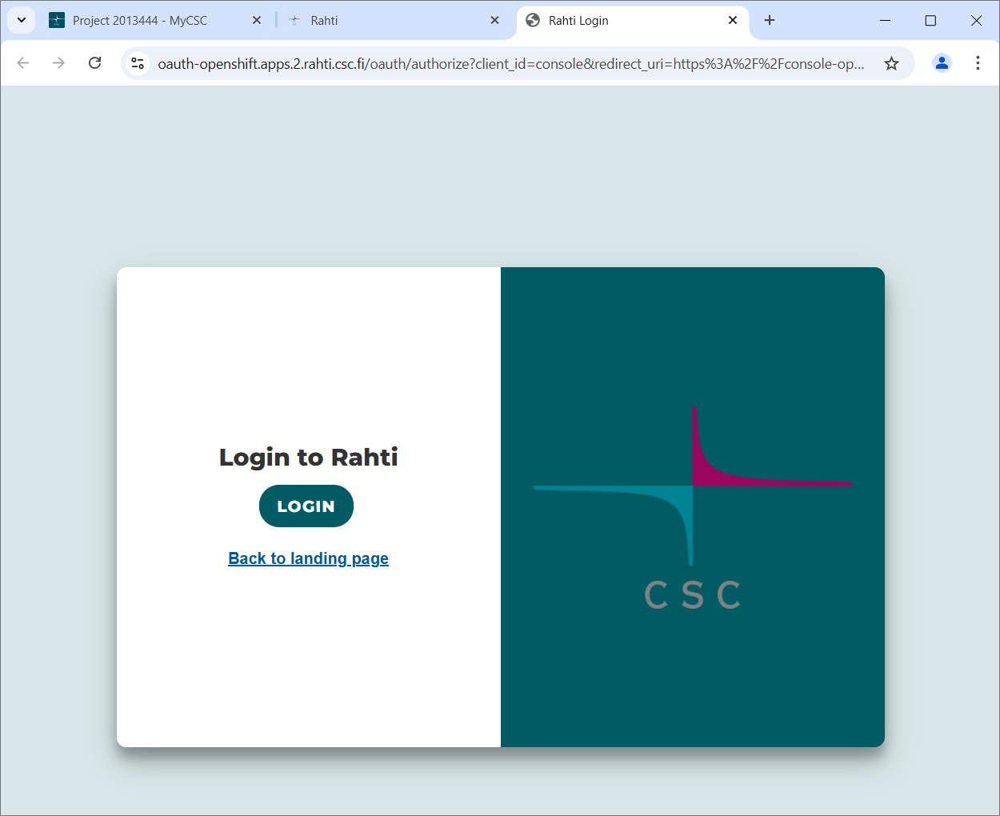 Project 2013444 - MyCSC
Rahti
Rahti Login
oauth-openshift.apps.2.rahti.csc.fi/oauth/authorize?client_id=console&redirect_uri=https%3A%2F%2Fconsole-op...
Login to Rahti
LOGIN
Back to landing page
CSC